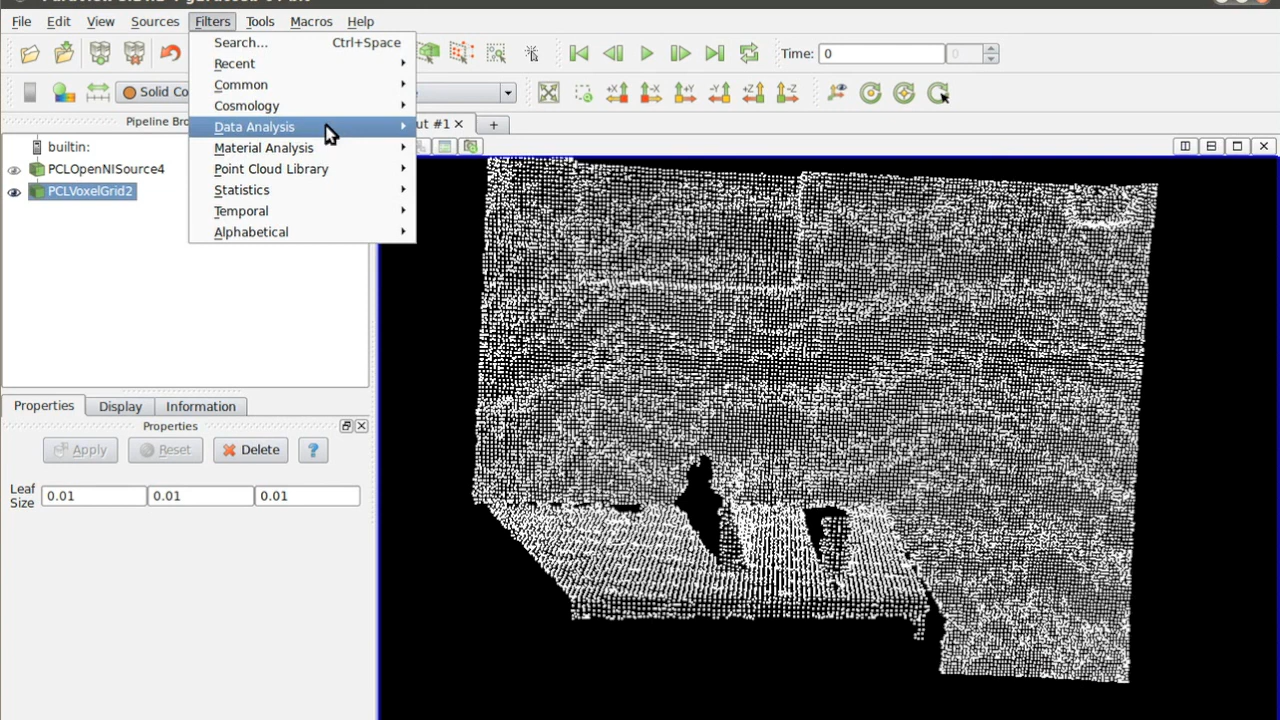 File Edit View Sources Filters Tools Macros Help
Search... Ctrl+Space
Recent
Common
Cosmology
Data Analysis
Material Analysis
Point Cloud Library
Statistics
Temporal
Alphabetical
Time: 0 0
Solid Co
Pipeline Bro
ut #1
builtin:
PCLOpenNISource4
PCLVoxelGrid2
Properties Display Information
Properties
Apply Reset Delete ?
Leaf Size 0.01 0.01 0.01